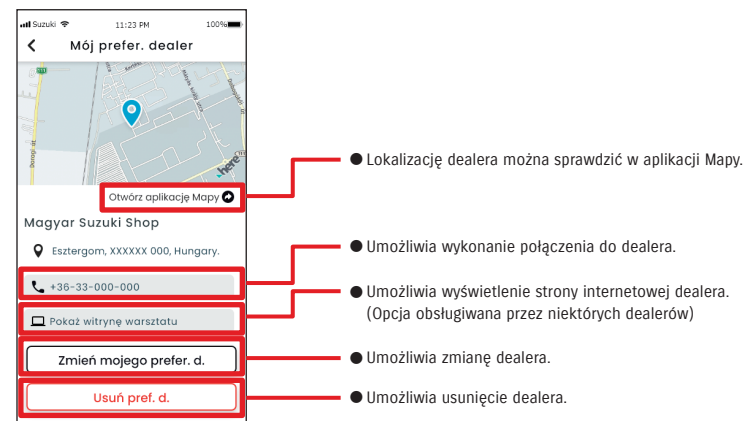 Suzuki 11:23 PM 100%
Mój prefer. dealer
Dorogi út
here
Otwórz aplikację Mapy
Lokalizację dealera można sprawdzić w aplikacji Mapy.
Magyar Suzuki Shop
Esztergom, XXXXXX 000, Hungary.
Umożliwia wykonanie połączenia do dealera.
+36-33-000-000
Umożliwia wyświetlenie strony internetowej dealera.
(Opcja obsługiwana przez niektórych dealerów)
Pokaż witrynę warsztatu
Zmień mojego prefer. d.
Umożliwia zmianę dealera.
Usuń pref. d.
Umożliwia usunięcie dealera.